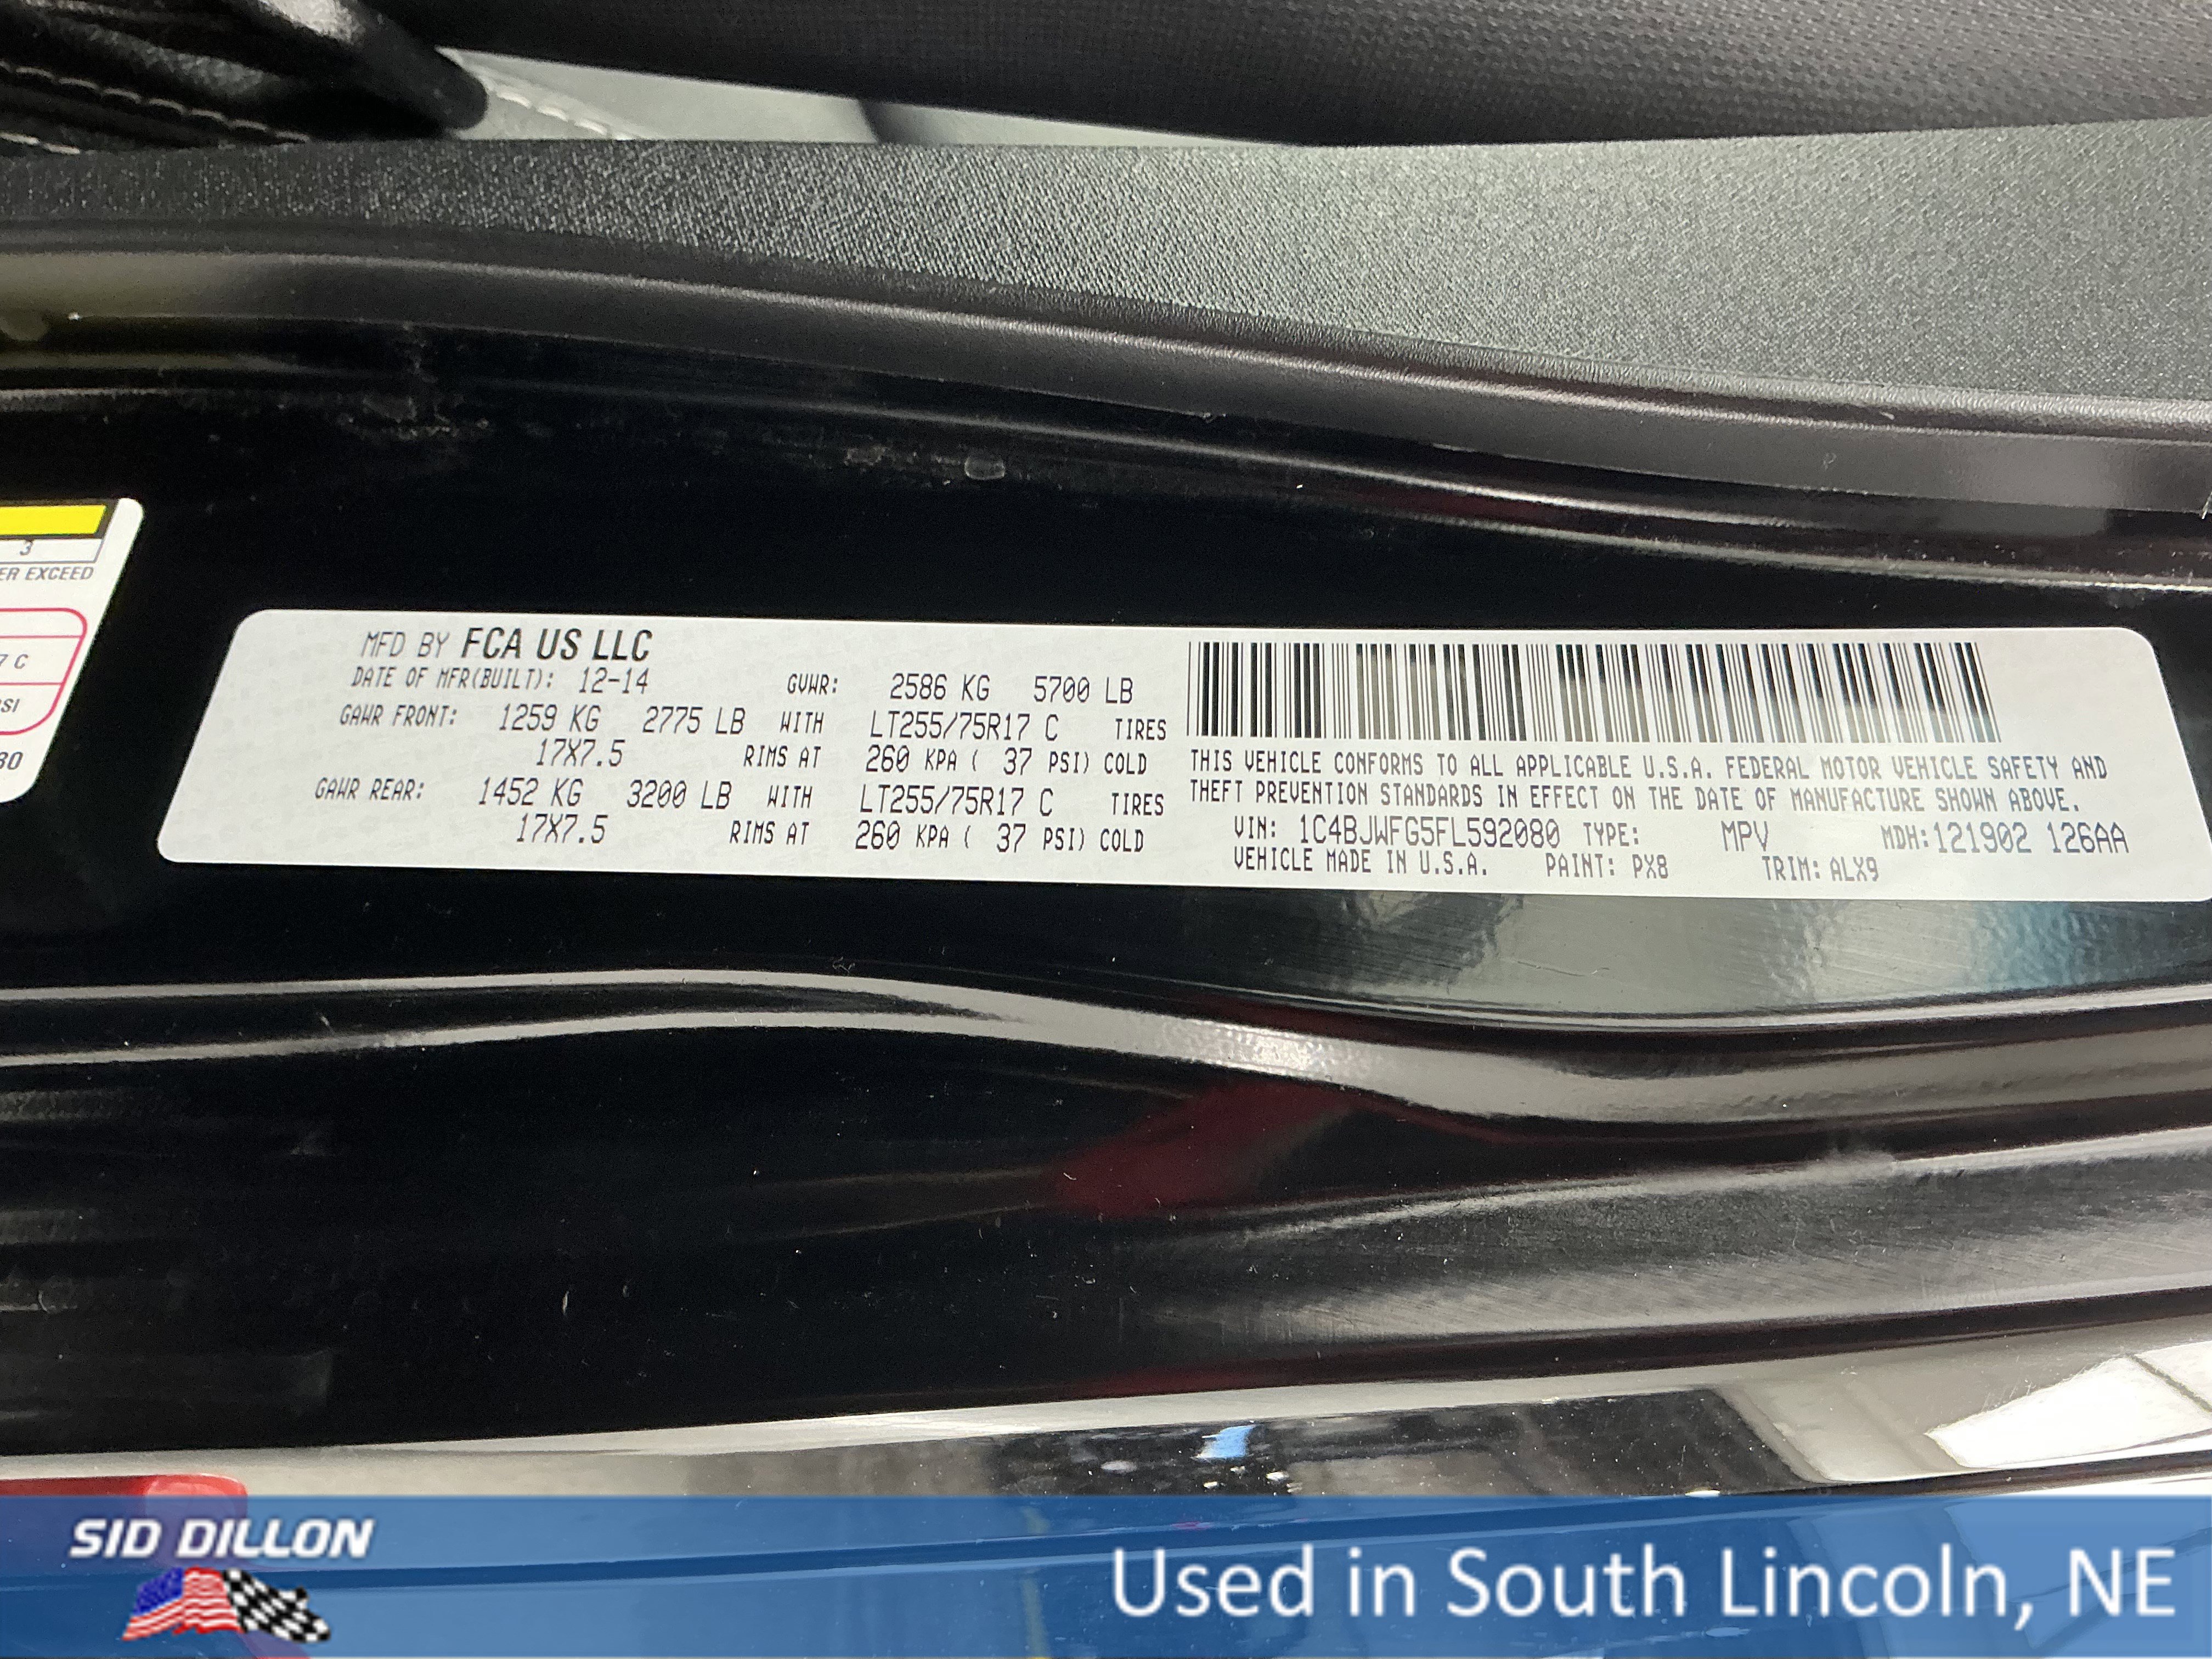 3
ER EXCEED
7 C
SI
30
MFD BY FCA US LLC
DATE OF MFR(BUILT): 12-14 GVWR: 2586 KG 5700 LB
GAWR FRONT: 1259 KG 2775 LB WITH LT255/75R17 C TIRES
17X7.5 RIMS AT 260 KPA ( 37 PSI) COLD
GAWR REAR: 1452 KG 3200 LB WITH LT255/75R17 C TIRES
17X7.5 RIMS AT 260 KPA ( 37 PSI) COLD
THIS VEHICLE CONFORMS TO ALL APPLICABLE U.S.A. FEDERAL MOTOR VEHICLE SAFETY AND
THEFT PREVENTION STANDARDS IN EFFECT ON THE DATE OF MANUFACTURE SHOWN ABOVE.
VIN: 1C4BJWFG5FL592080 TYPE: MPV MDH:121902 126AA
VEHICLE MADE IN U.S.A. PAINT: PX8 TRIM: ALX9
SID DILLON
Used in South Lincoln, NE